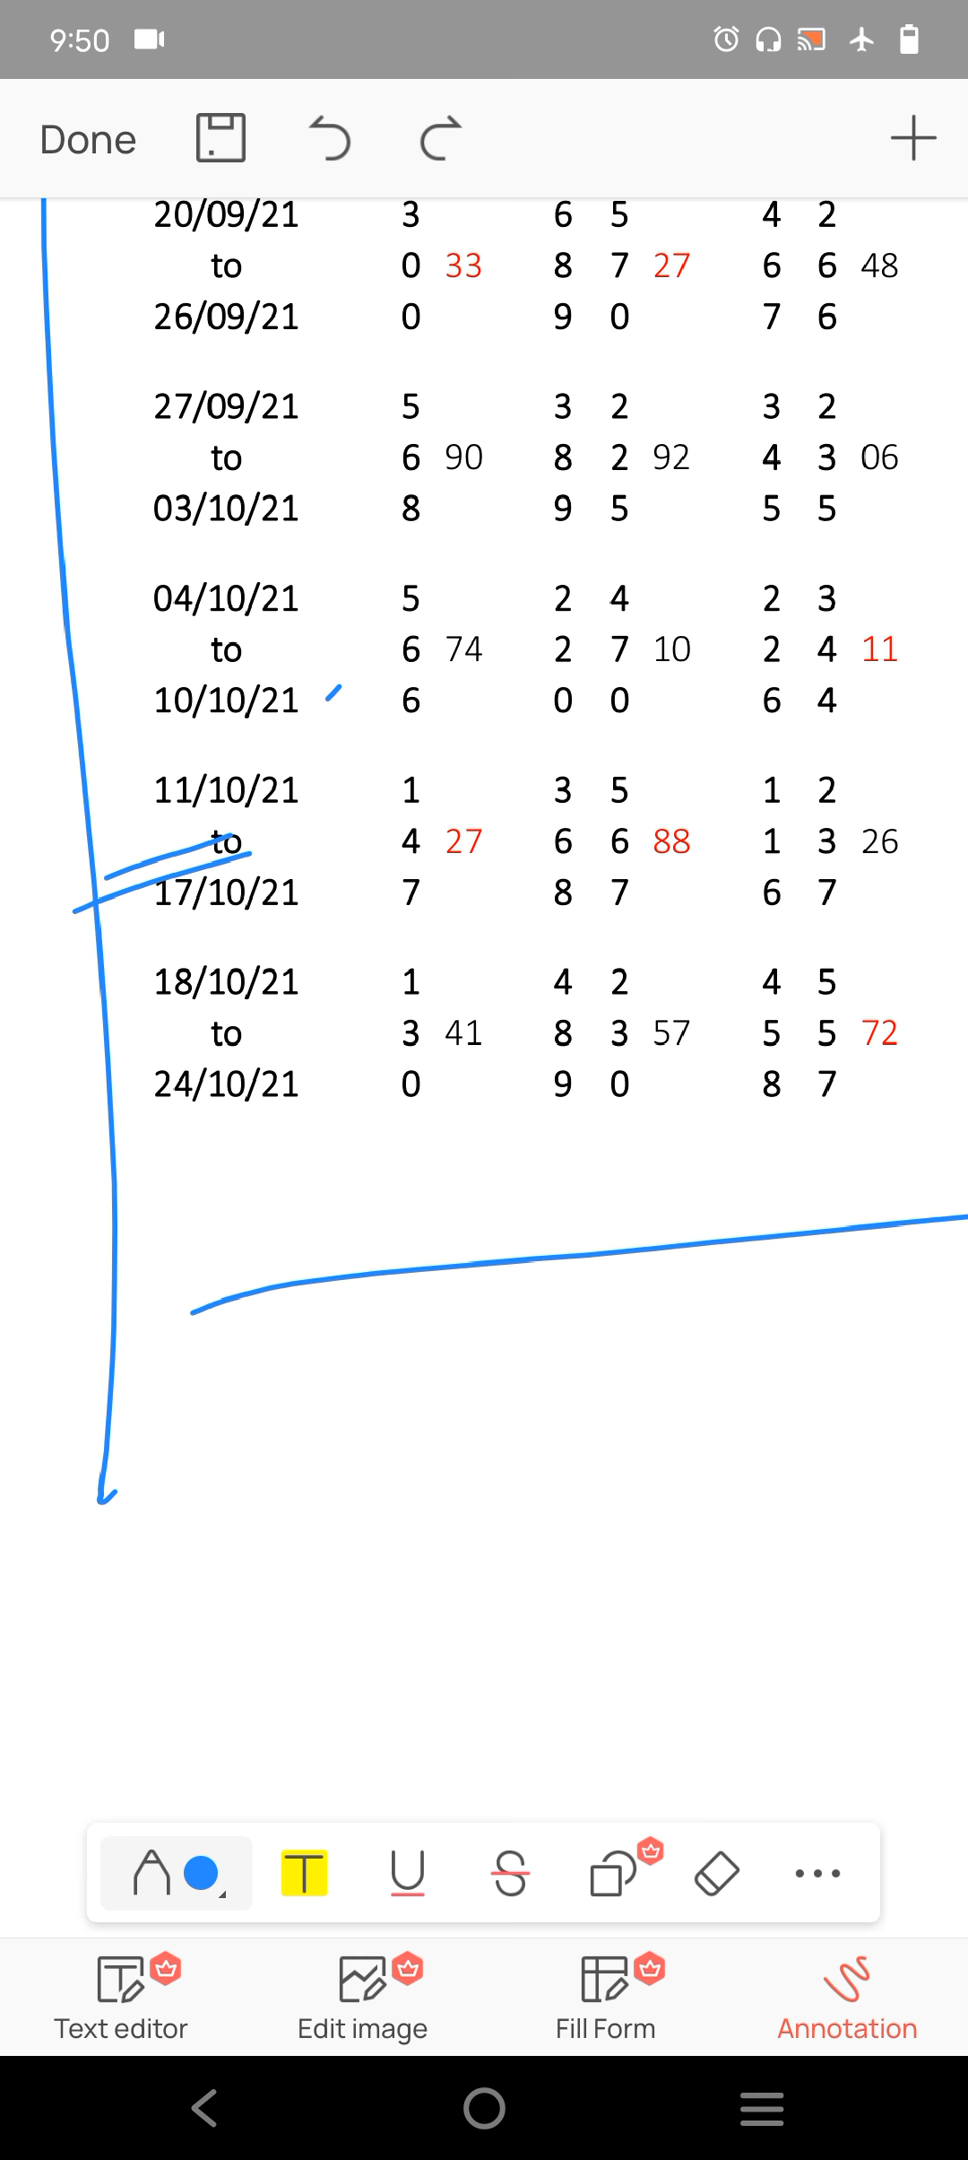 9:50
Done
20/09/21 3 6 5 4 2
to 0 33 8 7 27 6 6 48
26/09/21 0 9 0 7 6
27/09/21 5 3 2 3 2
to 6 90 8 2 92 4 3 06
03/10/21 8 9 5 5 5
04/10/21 5 2 4 2 3
to 6 74 2 7 10 2 4 11
10/10/21 6 0 0 6 4
11/10/21 1 3 5 1 2
to 4 27 6 6 88 1 3 26
17/10/21 7 8 7 6 7
18/10/21 1 4 2 4 5
to 3 41 8 3 57 5 5 72
24/10/21 0 9 0 8 7
T U S
Text editor Edit image Fill Form Annotation